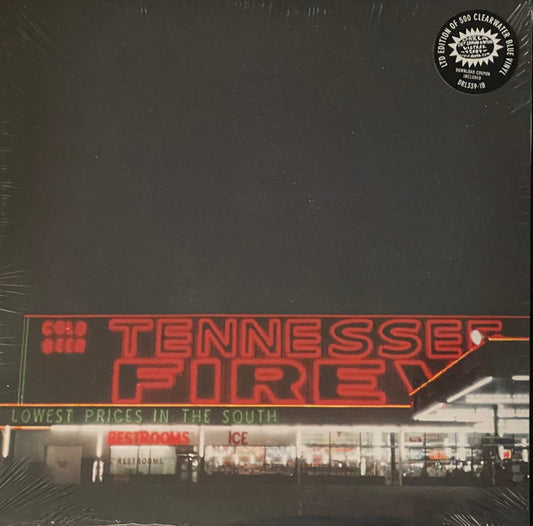 LTD EDITION OF 500 CLEARWATER BLUE VINYL
DOWNLOAD COUPON
INCLUDED
DRL339-1B
COLD
BEER
TENNESSEE
FIREW
LOWEST PRICES IN THE SOUTH
RESTROOMS
ICE
RESTROOMS